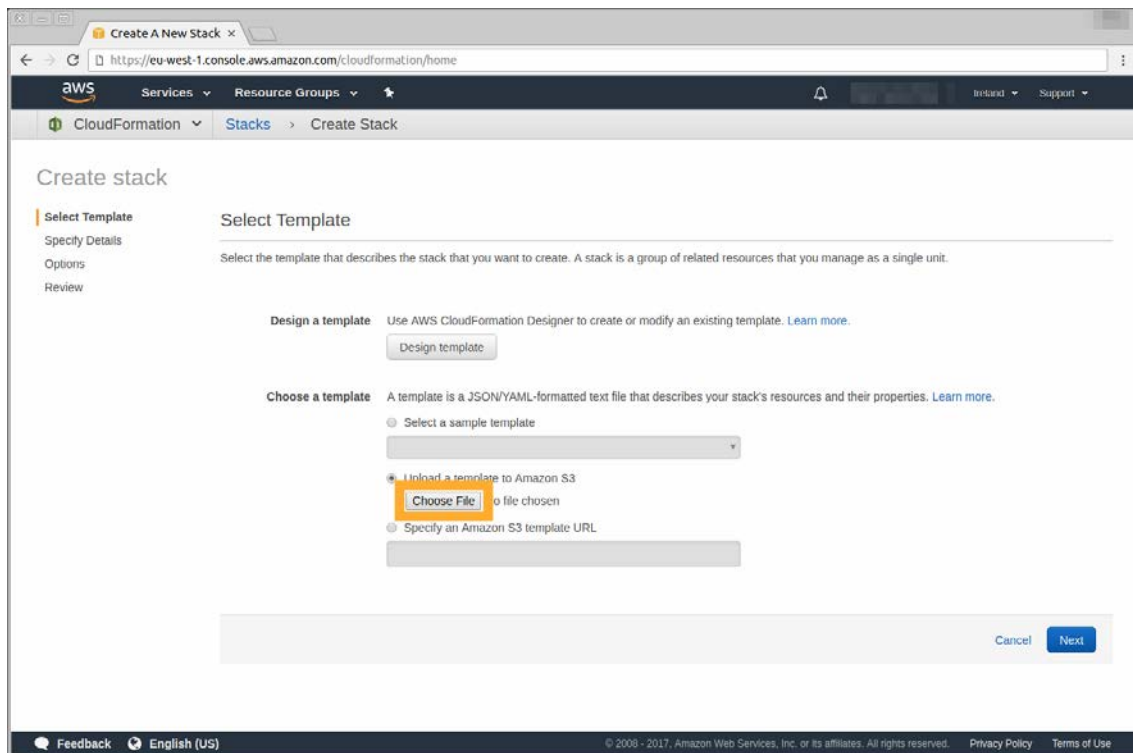 Create A New Stack
https://eu-west-1.console.aws.amazon.com/cloudformation/home
aws Services Resource Groups Ireland Support
CloudFormation Stacks › Create Stack
Create stack
Select Template
Specify Details
Options
Review
Select Template
Select the template that describes the stack that you want to create. A stack is a group of related resources that you manage as a single unit.
Design a template Use AWS CloudFormation Designer to create or modify an existing template. Learn more.
Design template
Choose a template A template is a JSON/YAML-formatted text file that describes your stack's resources and their properties. Learn more.
Select a sample template
Upload a template to Amazon S3
Choose File o file chosen
Specify an Amazon S3 template URL
Cancel Next
Feedback English (US) © 2008 - 2017, Amazon Web Services, Inc. or its affiliates. All rights reserved. Privacy Policy Terms of Use